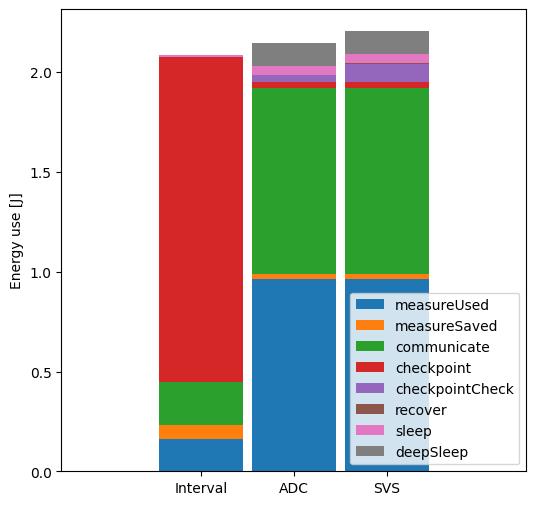 Energy use [J]
2.0
1.5
1.0
0.5
0.0
Interval
ADC
SVS
measureUsed
measureSaved
communicate
checkpoint
checkpointCheck
recover
sleep
deepSleep